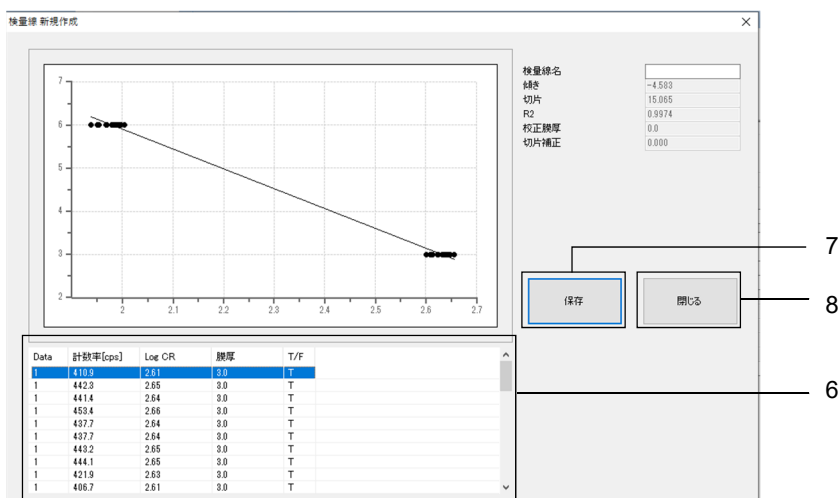 検量線 新規作成
検量線名
傾き -4.583
切片 15.065
R2 0.9974
校正膜厚 0.0
切片補正 0.000
7
6
5
4
3
2
2 2.1 2.2 2.3 2.4 2.5 2.6 2.7
保存 閉じる
7
8
6
Data 計数率[cps] Log CR 膜厚 T/F
1 410.9 2.61 3.0 T
1 442.3 2.65 3.0 T
1 441.4 2.64 3.0 T
1 453.4 2.66 3.0 T
1 437.7 2.64 3.0 T
1 437.7 2.64 3.0 T
1 443.2 2.65 3.0 T
1 444.1 2.65 3.0 T
1 421.9 2.63 3.0 T
1 406.7 2.61 3.0 T